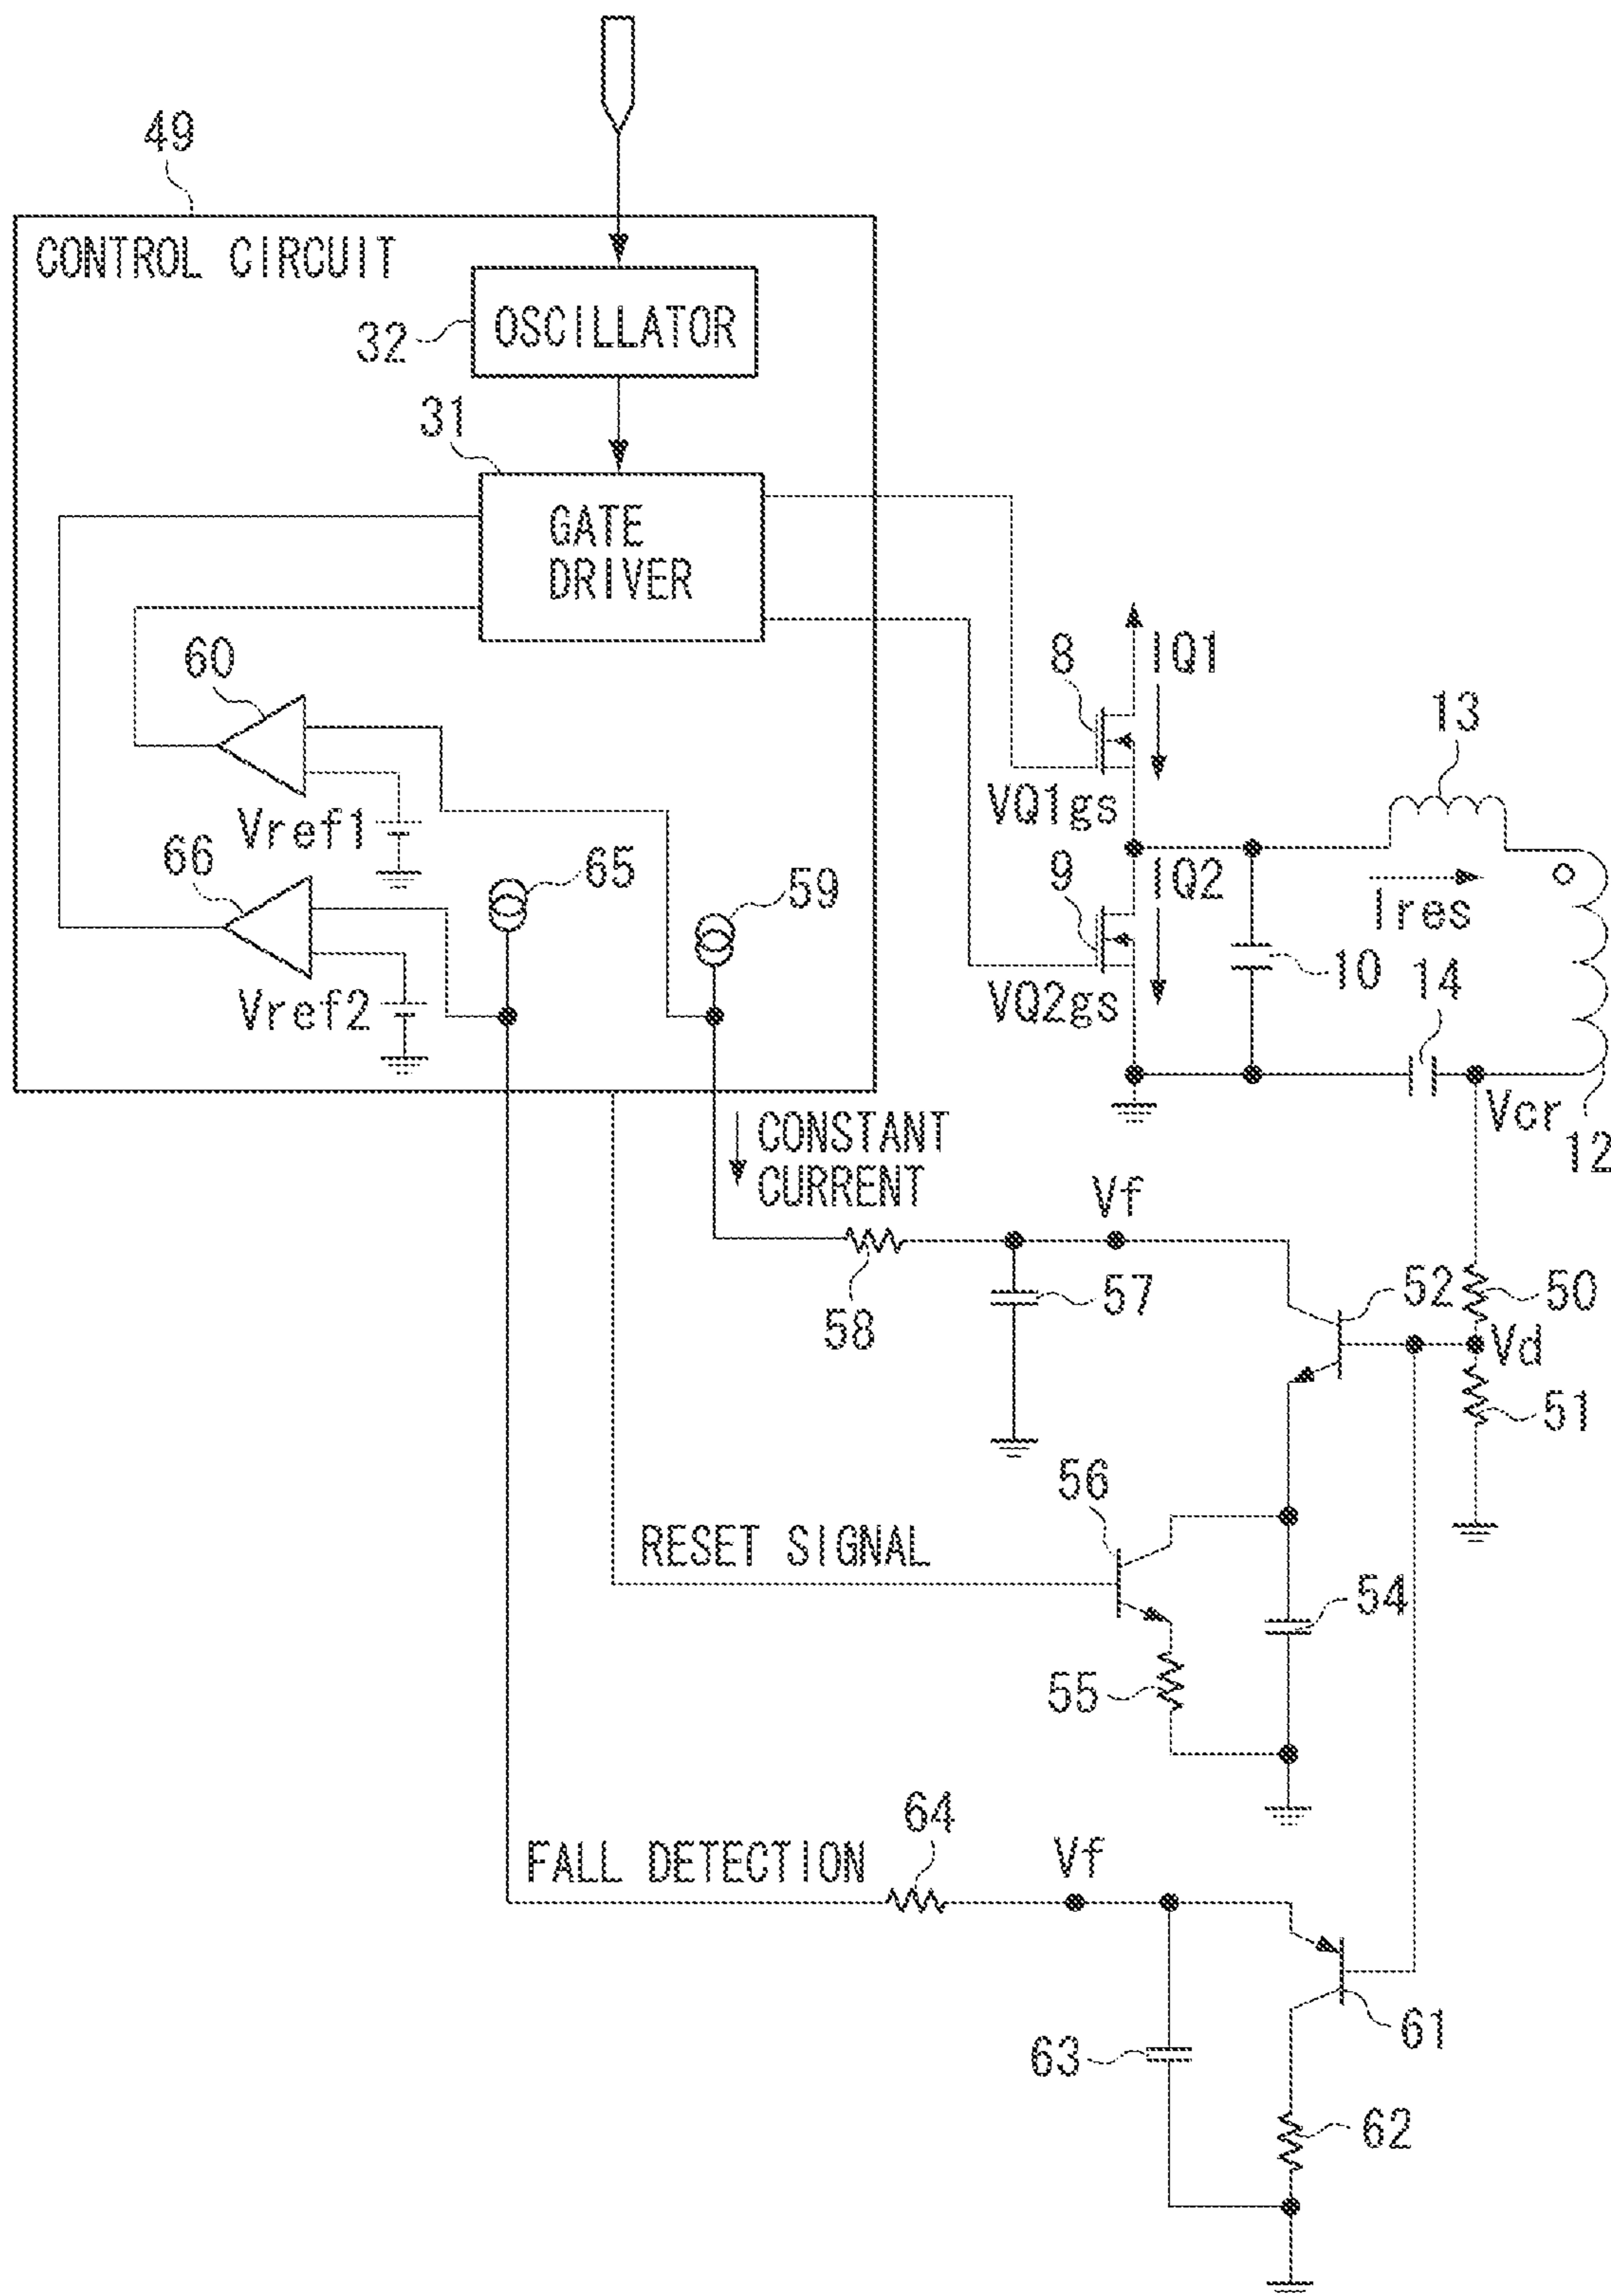 49
CONTROL CIRCUIT
32
OSCILLATOR
31
GATE
DRIVER
60
Vref1
66
Vref2
65
59
8
IQ1
VQ1gs
9
IQ2
VQ2gs
13
Ires
10
14
Vcr
12
CONSTANT
CURRENT
Vf
58
57
52
50
Vd
51
56
RESET SIGNAL
54
55
64
FALL DETECTION
Vf
61
63
62